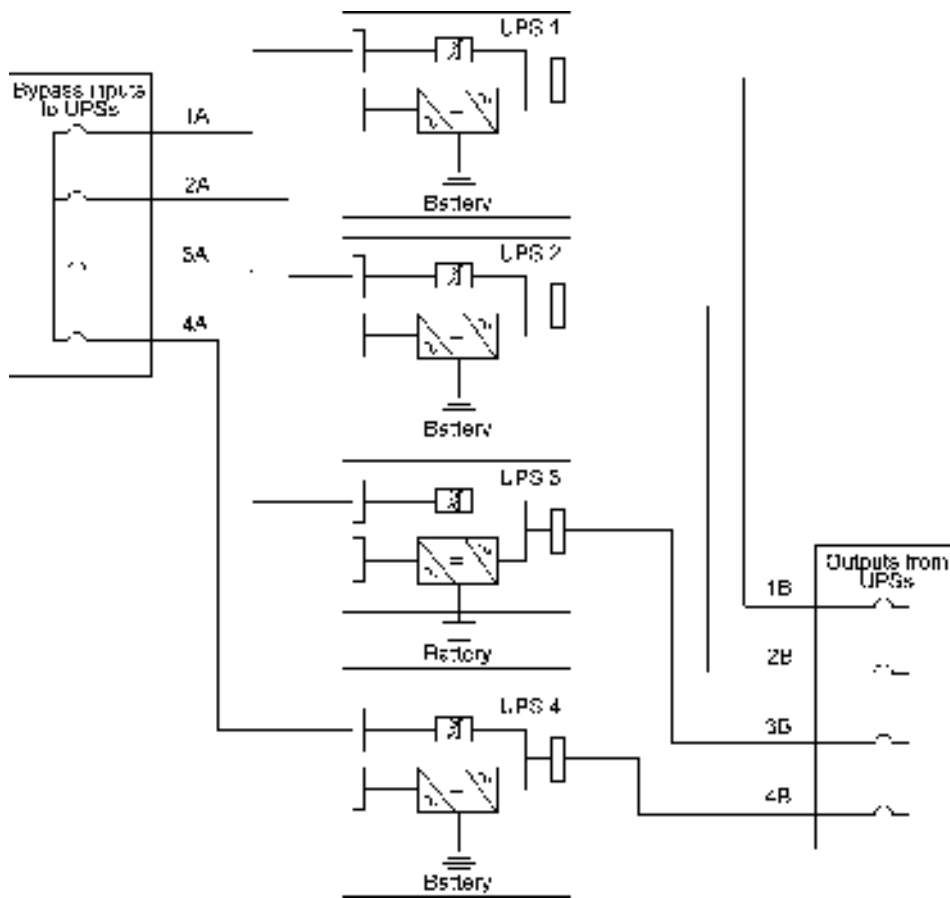 UPS 1
Bypass inputs
to UPSs
1A
2A
Battery
3A
UPS 2
4A
Battery
UPS 3
Outputs from
UPSs
1B
Battery
2B
UPS 4
3B
4B
Battery